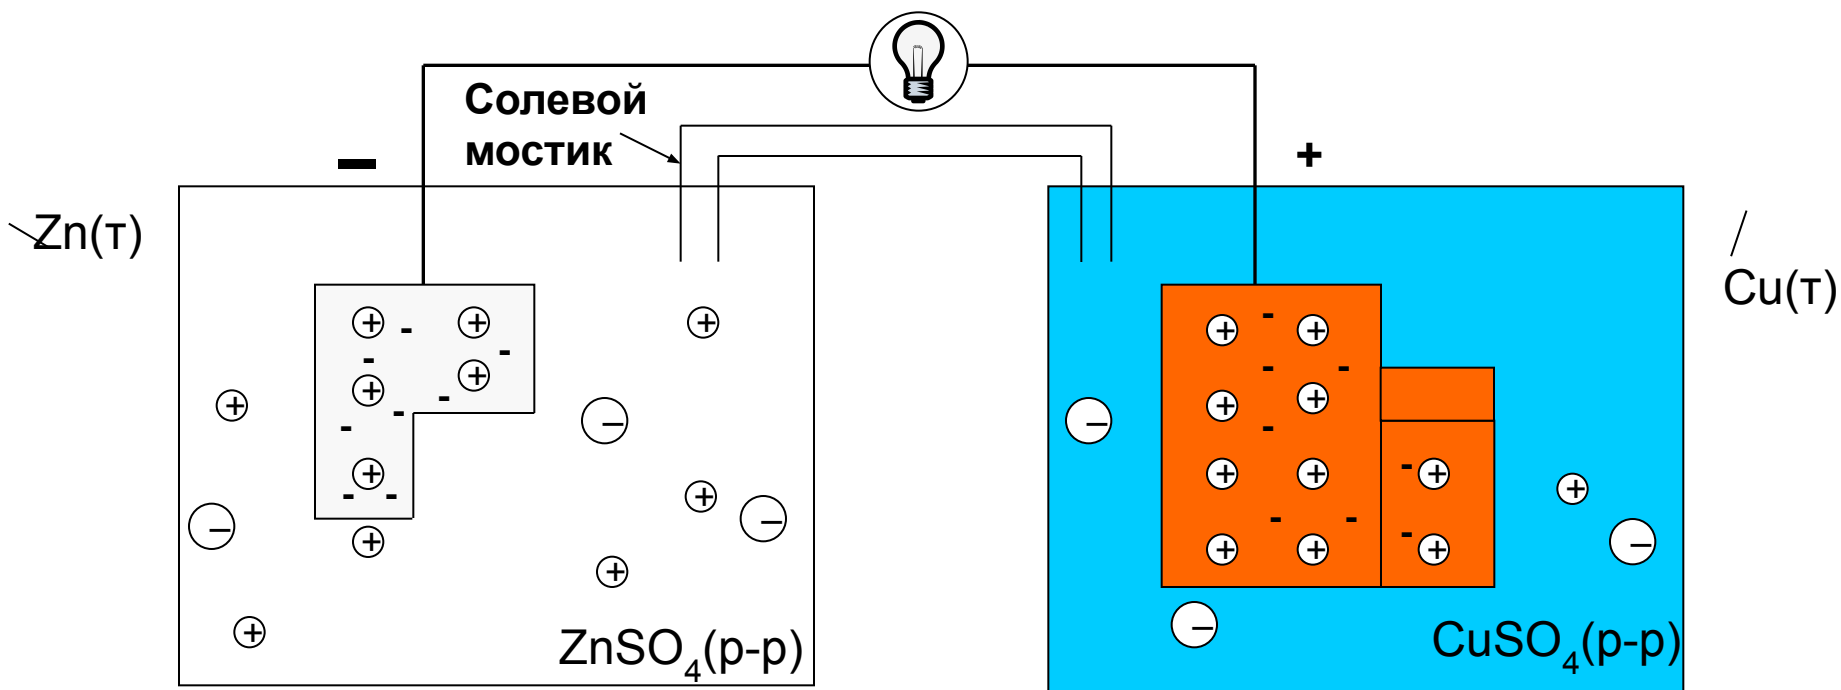 Солевой
мостик
–
+
Zn(т)
Cu(т)
ZnSO₄(р-р)
CuSO₄(р-р)